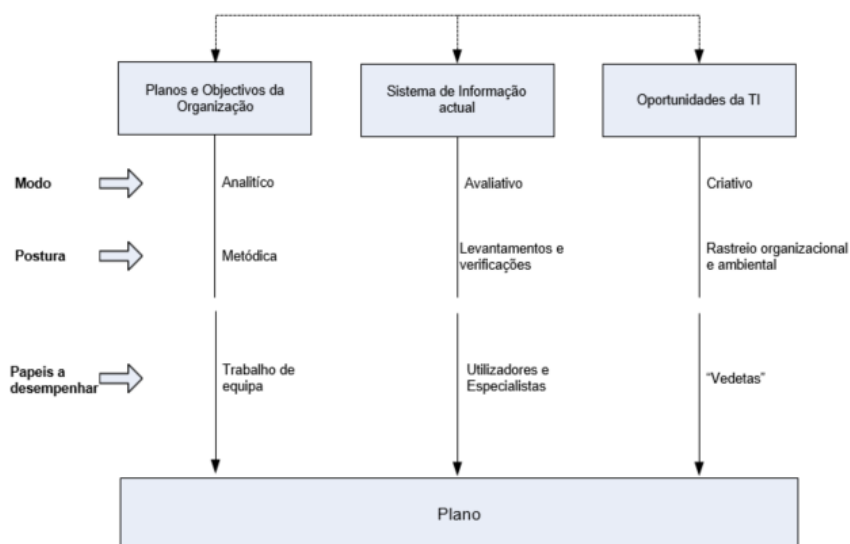 Planos e Objectivos da
Organização
Sistema de Informação
actual
Oportunidades da TI
Modo
Analitíco
Avaliativo
Criativo
Postura
Metódica
Levantamentos e
verificações
Rastreio organizacional
e ambiental
Papeis a
desempenhar
Trabalho de
equipa
Utilizadores e
Especialistas
“Vedetas”
Plano